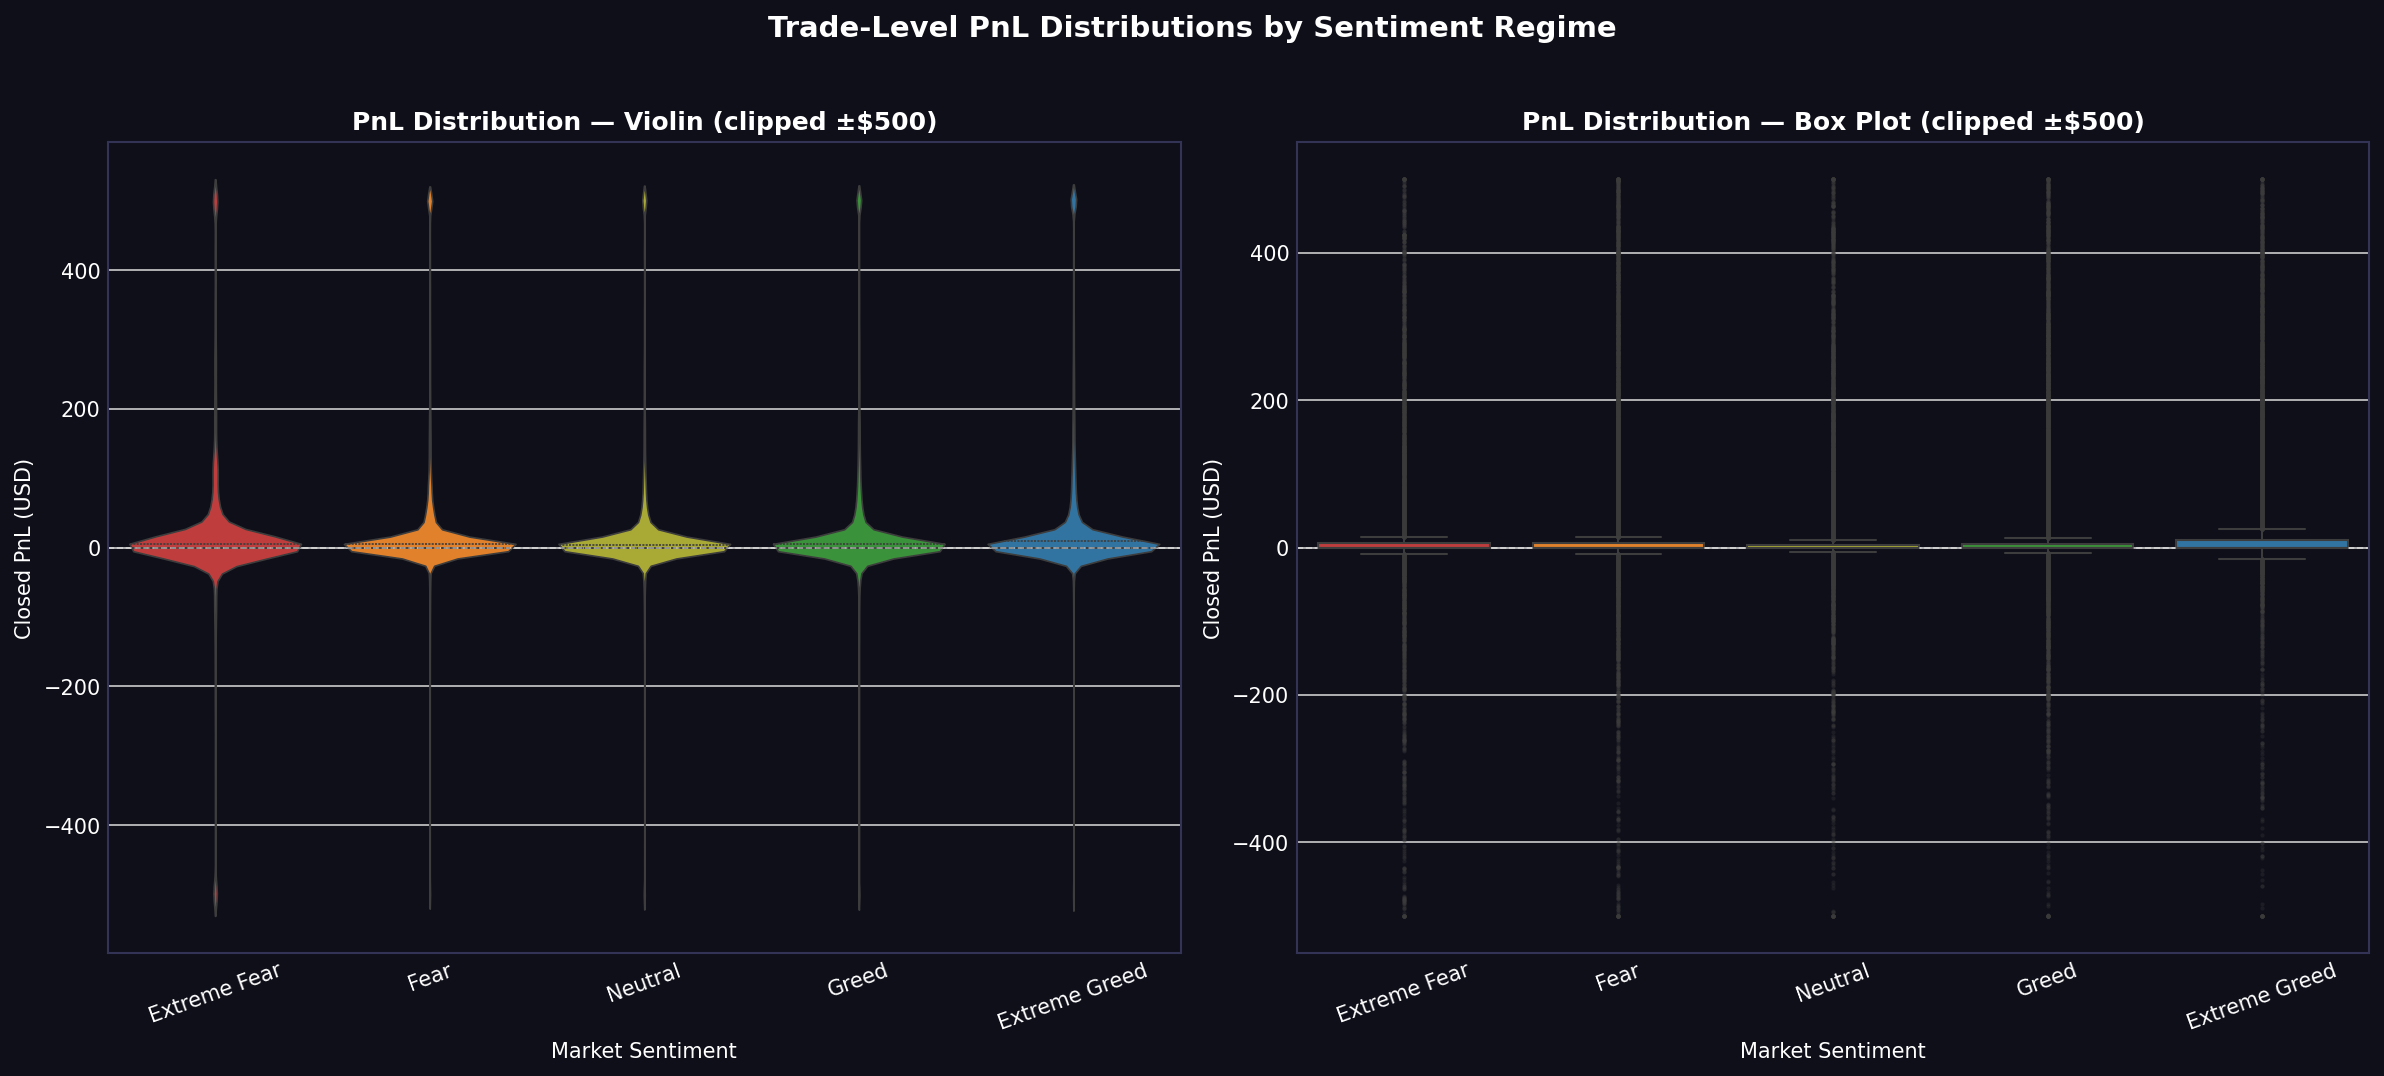 Trade-Level PnL Distributions by Sentiment Regime
PnL Distribution — Violin (clipped ±$500)
Closed PnL (USD)
400
200
0
−200
−400
Extreme Fear
Fear
Neutral
Greed
Extreme Greed
Market Sentiment
PnL Distribution — Box Plot (clipped ±$500)
Closed PnL (USD)
400
200
0
−200
−400
Extreme Fear
Fear
Neutral
Greed
Extreme Greed
Market Sentiment